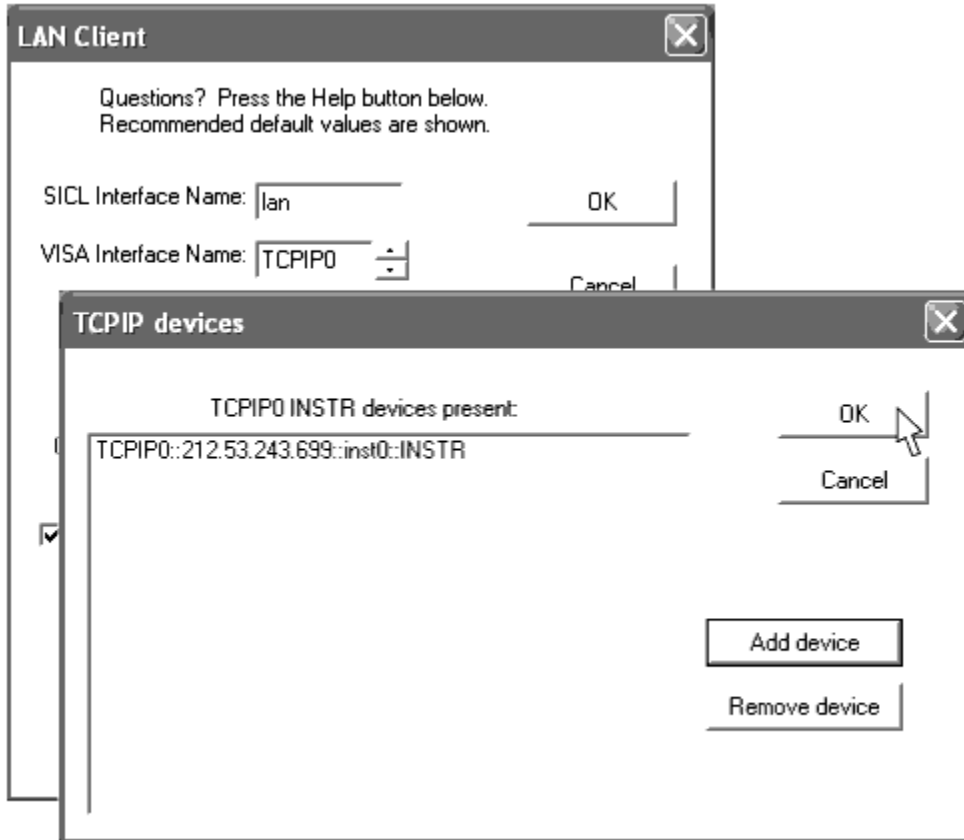 LAN Client
Questions? Press the Help button below.
Recommended default values are shown.
SICL Interface Name: lan
OK
VISA Interface Name: TCPIP0
Cancel
TCPIP devices
TCPIP0 INSTR devices present:
OK
TCPIP0::212.53.243.699::inst0::INSTR
Cancel
Add device
Remove device